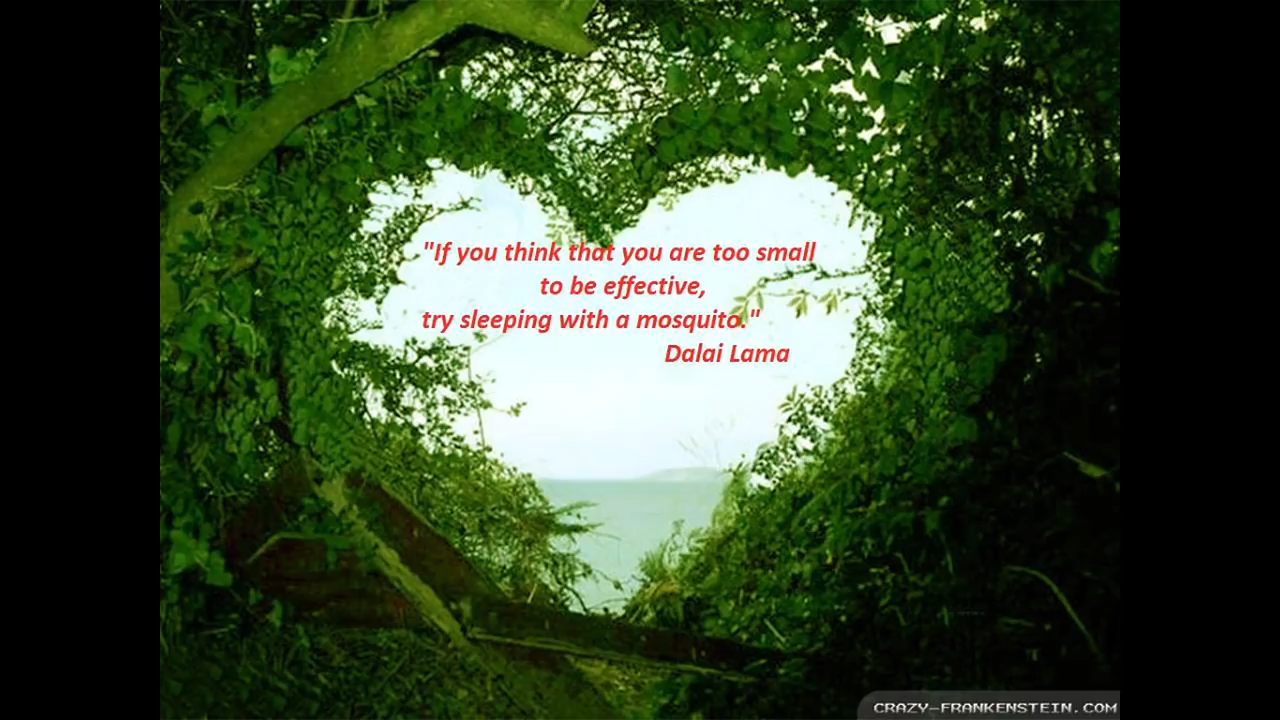 "If you think that you are too small
to be effective,
try sleeping with a mosquito."
Dalai Lama
CRAZY-FRANKENSTEIN.COM